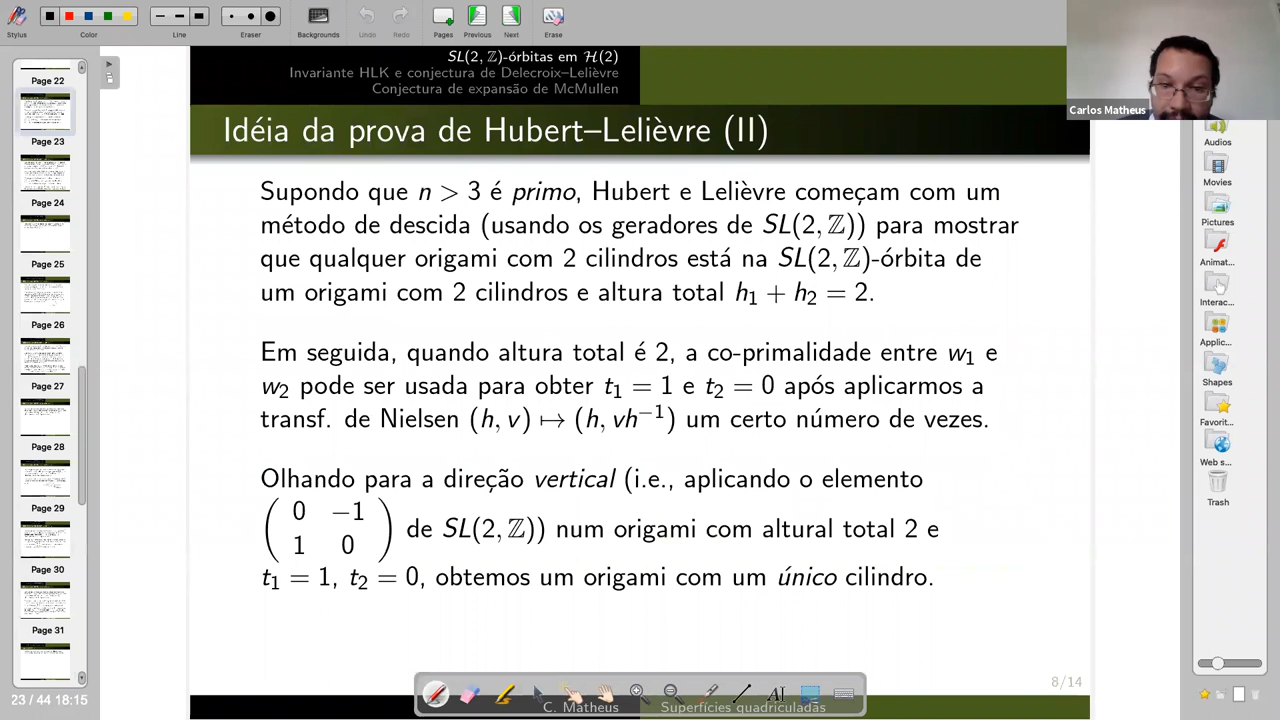 Stylus
Color
Line
Eraser
Backgrounds
Undo
Redo
Pages
Previous
Next
Erase
Carlos Matheus
Page 22
Page 23
Page 24
Page 25
Page 26
Page 27
Page 28
Page 29
Page 30
Page 31
23 / 44 18:15
SL(2, ℤ)-órbitas em ℋ(2)
Invariante HLK e conjectura de Delecroix–Lelièvre
Conjectura de expansão de McMullen
Idéia da prova de Hubert–Lelièvre (II)
Supondo que n > 3 é primo, Hubert e Lelièvre começam com um
método de descida (usando os geradores de SL(2, ℤ)) para mostrar
que qualquer origami com 2 cilindros está na SL(2, ℤ)-órbita de
um origami com 2 cilindros e altura total h₁ + h₂ = 2.
Em seguida, quando altura total é 2, a co-primalidade entre w₁ e
w₂ pode ser usada para obter t₁ = 1 e t₂ = 0 após aplicarmos a
transf. de Nielsen (h, v) ↦ (h, vh⁻¹) um certo número de vezes.
Olhando para a direção vertical (i.e., aplicando o elemento
( 0 −1
1 0 ) de SL(2, ℤ)) num origami com altural total 2 e
t₁ = 1, t₂ = 0, obtemos um origami com um único cilindro.
8/14
C. Matheus
Superfícies quadriculadas
Audios
Movies
Pictures
Animat...
Interac...
Applic...
Shapes
Favorit...
Web s...
Trash